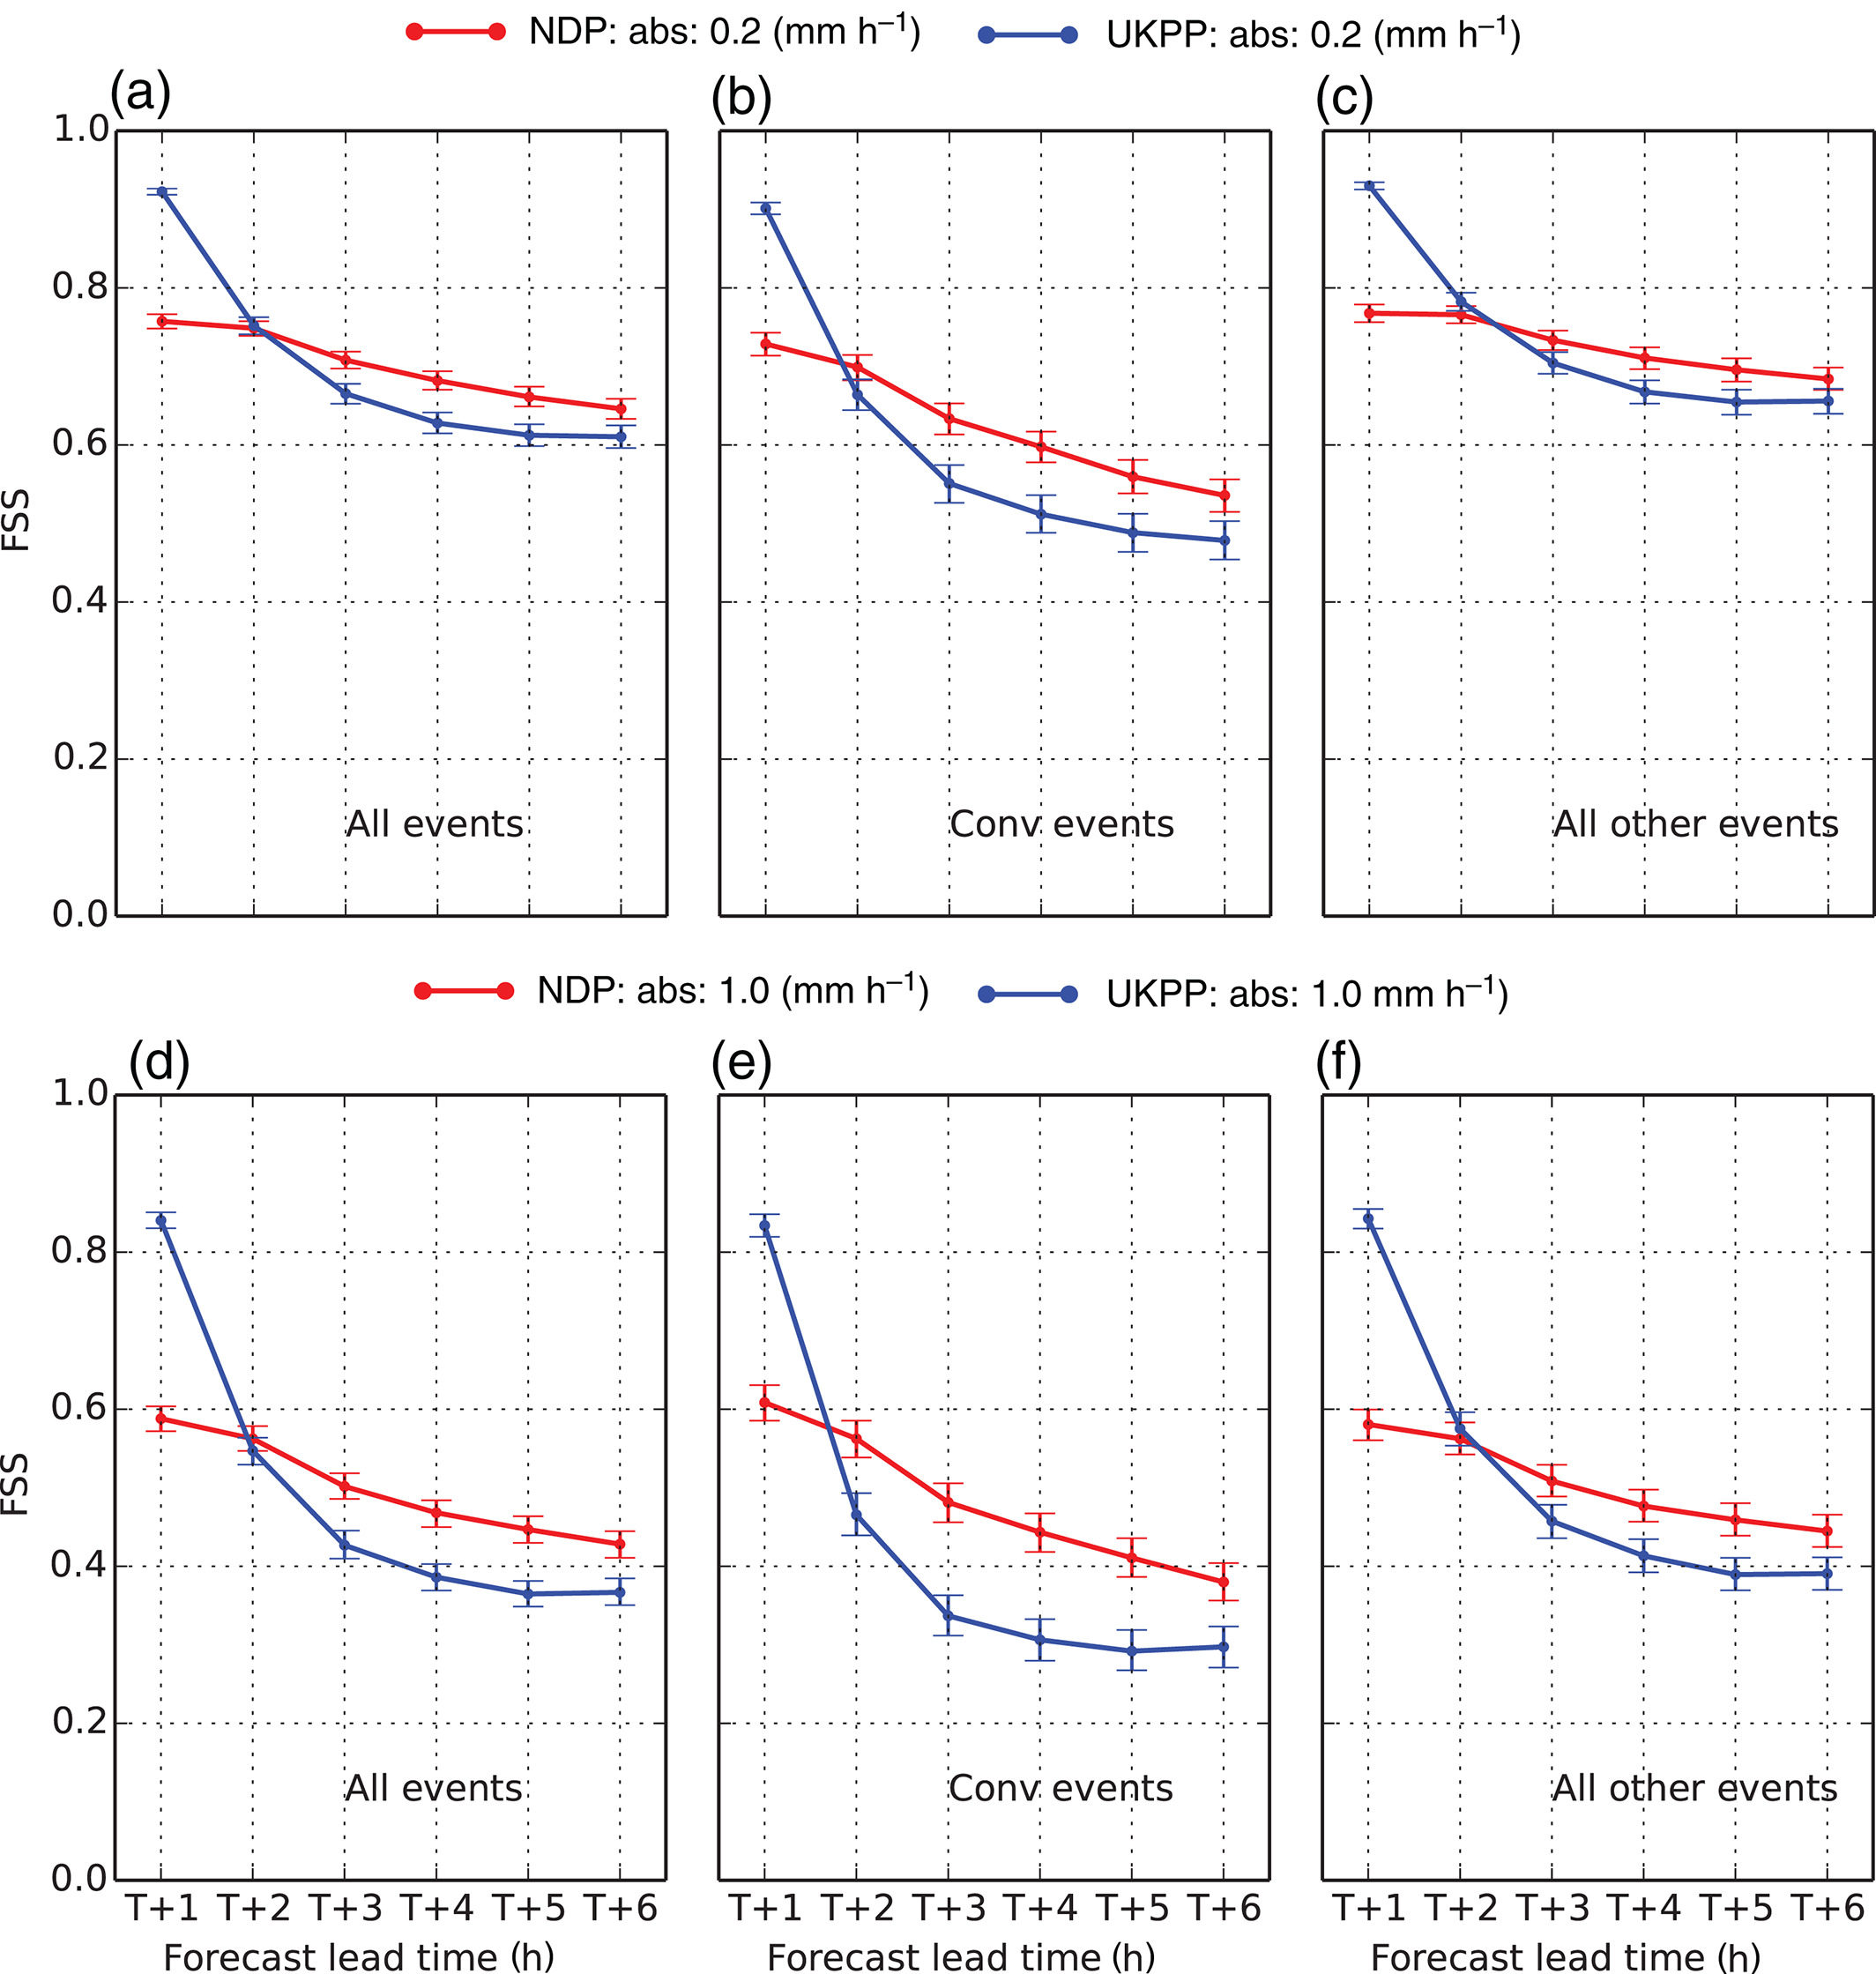 NDP: abs: 0.2 (mm h⁻¹) UKPP: abs: 0.2 (mm h⁻¹)
(a) (b) (c)
1.0
0.8
0.6
FSS
0.4
0.2
All events Conv events All other events
0.0
NDP: abs: 1.0 (mm h⁻¹) UKPP: abs: 1.0 mm h⁻¹)
(d) (e) (f)
1.0
0.8
0.6
FSS
0.4
0.2
All events Conv events All other events
0.0
T+1 T+2 T+3 T+4 T+5 T+6 T+1 T+2 T+3 T+4 T+5 T+6 T+1 T+2 T+3 T+4 T+5 T+6
Forecast lead time (h) Forecast lead time (h) Forecast lead time (h)